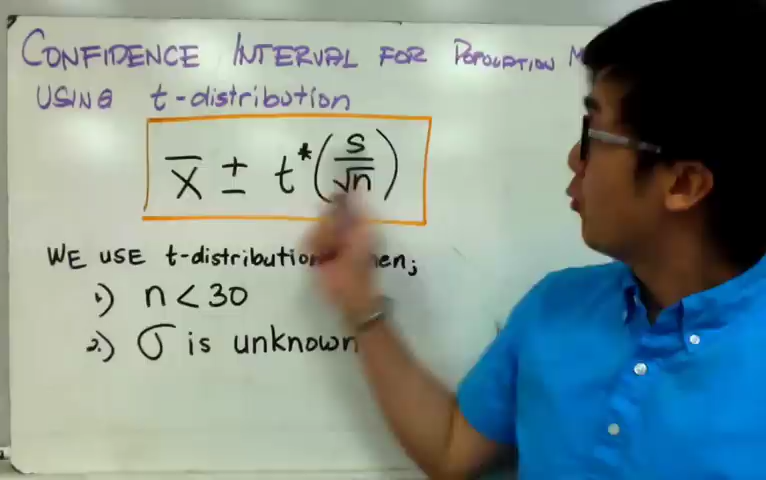 CONFIDENCE INTERVAL FOR POPULATION
USING t-distribution
x̄ ± t*(s/√n)
WE USE t-distribution
1.) n < 30
2.) σ is unknown